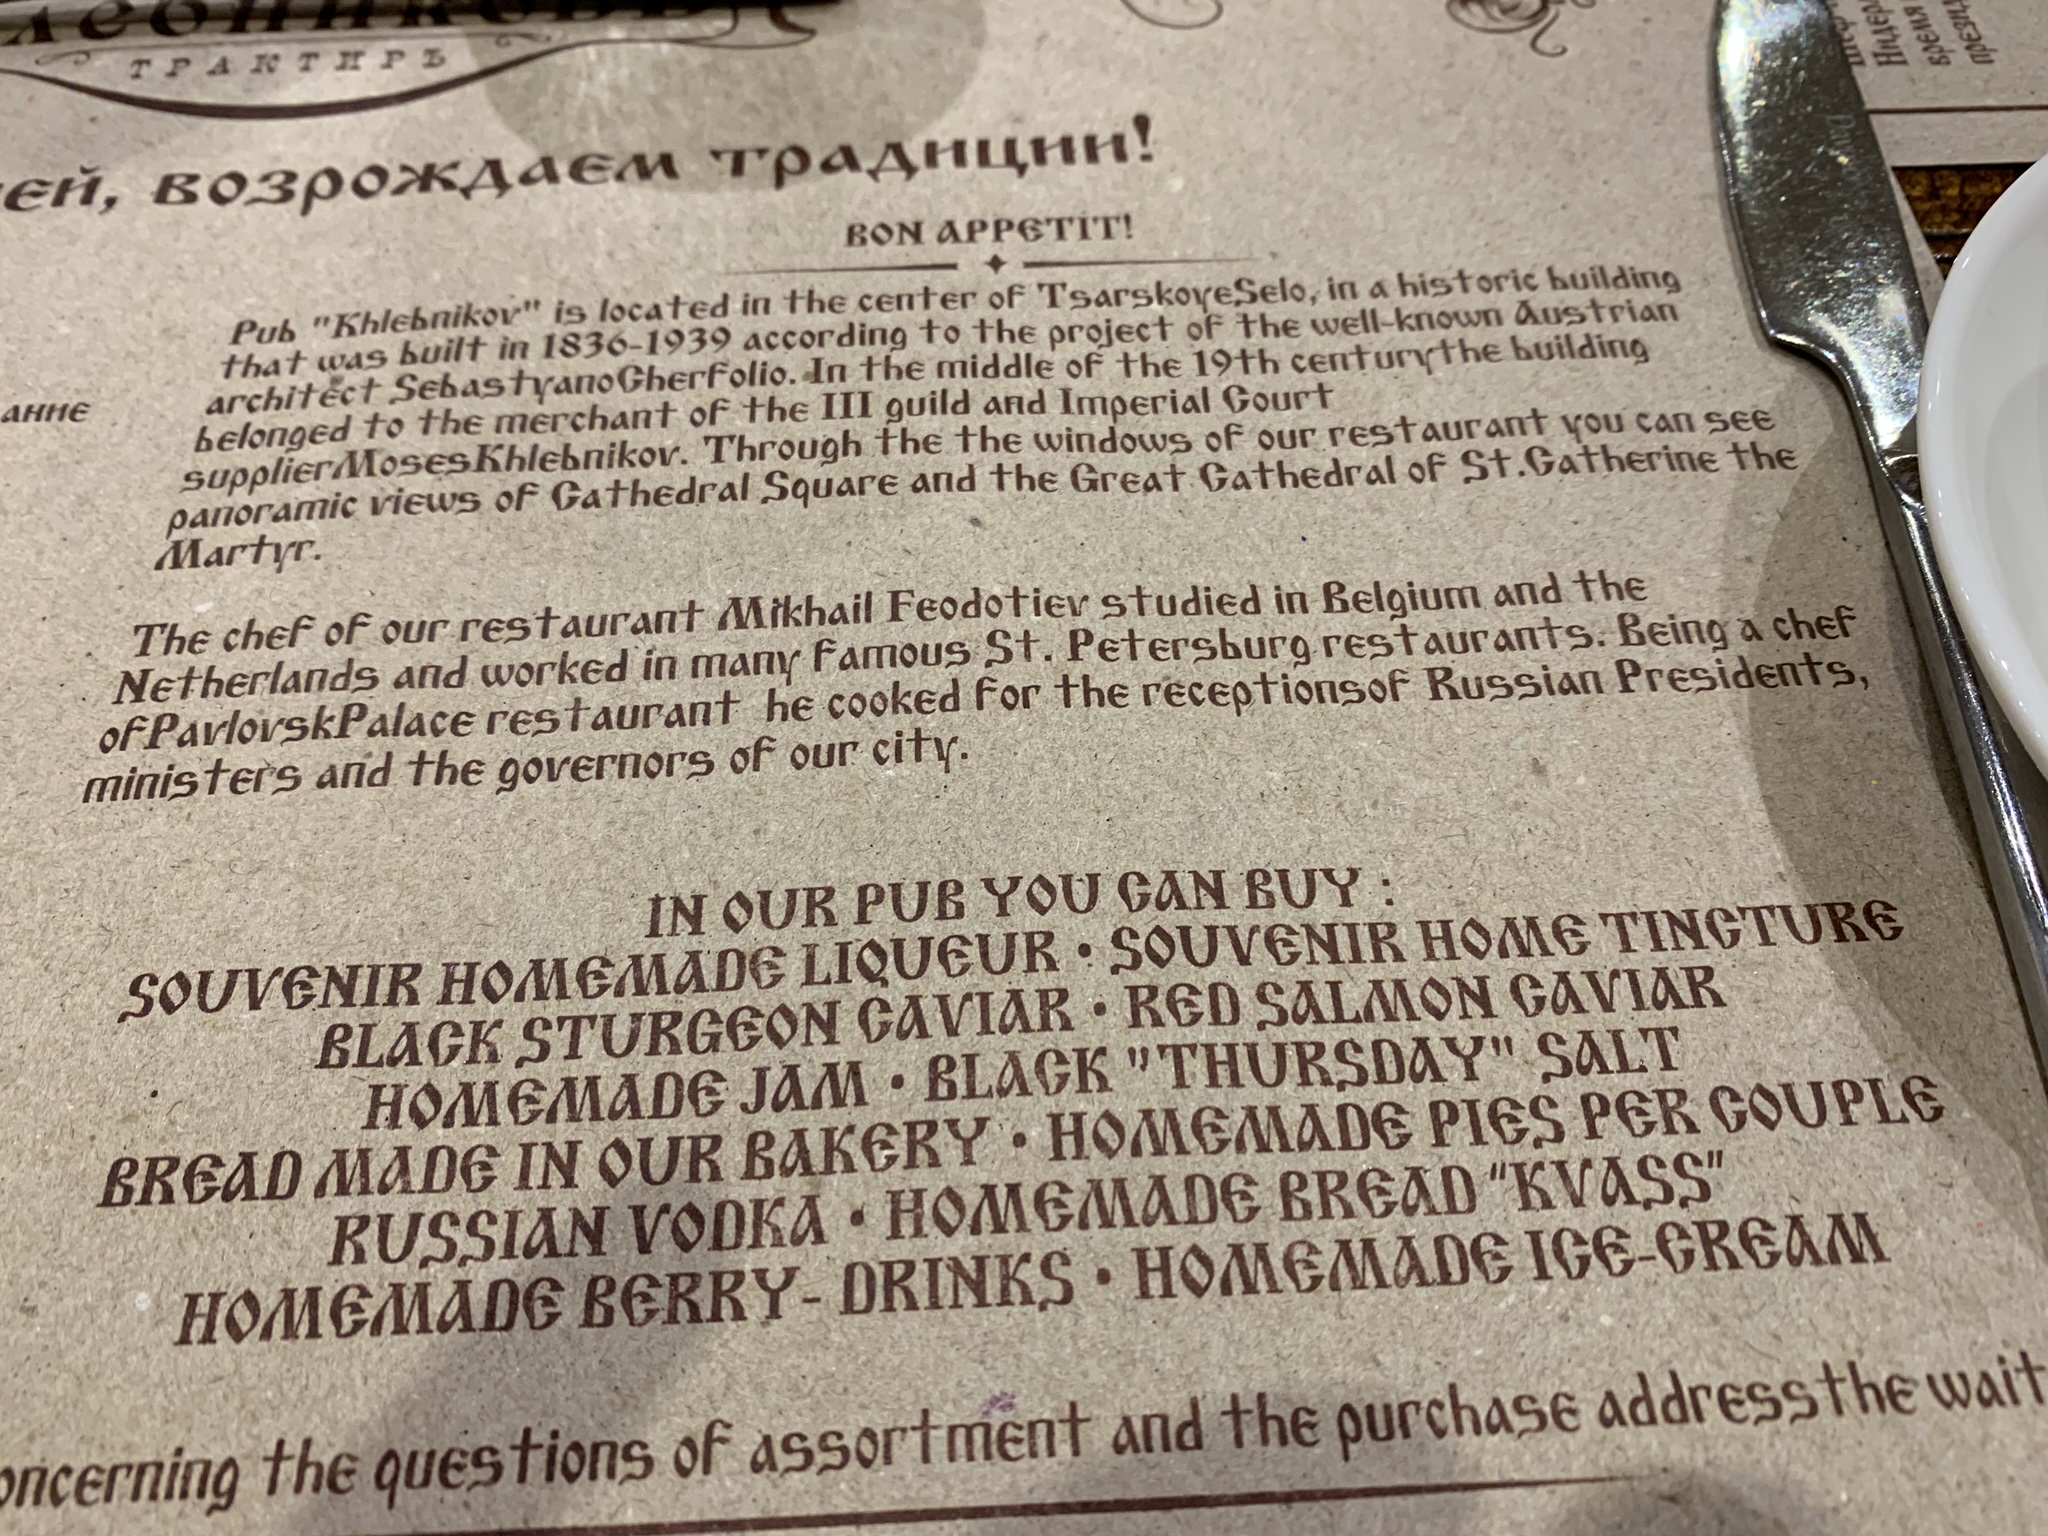 ТРАКТИРЪ
возрождаем традиции!
BON APPETIT!
Pub "Khlebnikov" is located in the center of TsarskoyeSelo, in a historic building
that was built in 1836-1939 according to the project of the well-known Austrian
architect SebastyanoCherfolio. In the middle of the 19th centurythe building
belonged to the merchant of the III guild and Imperial Court
supplierMosesKhlebnikov. Through the the windows of our restaurant you can see
panoramic views of Cathedral Square and the Great Cathedral of St.Catherine the
Martyr.
The chef of our restaurant Mikhail Feodotiev studied in Belgium and the
Netherlands and worked in many famous St. Petersburg restaurants. Being a chef
ofPavlovskPalace restaurant he cooked for the receptionsof Russian Presidents,
ministers and the governors of our city.
IN OUR PUB YOU CAN BUY :
SOUVENIR HOMEMADE LIQUEUR • SOUVENIR HOME TINCTURE
BLACK STURGEON CAVIAR • RED SALMON CAVIAR
HOMEMADE JAM • BLACK "THURSDAY" SALT
BREAD MADE IN OUR BAKERY • HOMEMADE PIES PER COUPLE
RUSSIAN VODKA • HOMEMADE BREAD "KVASS"
HOMEMADE BERRY- DRINKS • HOMEMADE ICE-CREAM
oncerning the questions of assortment and the purchase addressthe wait